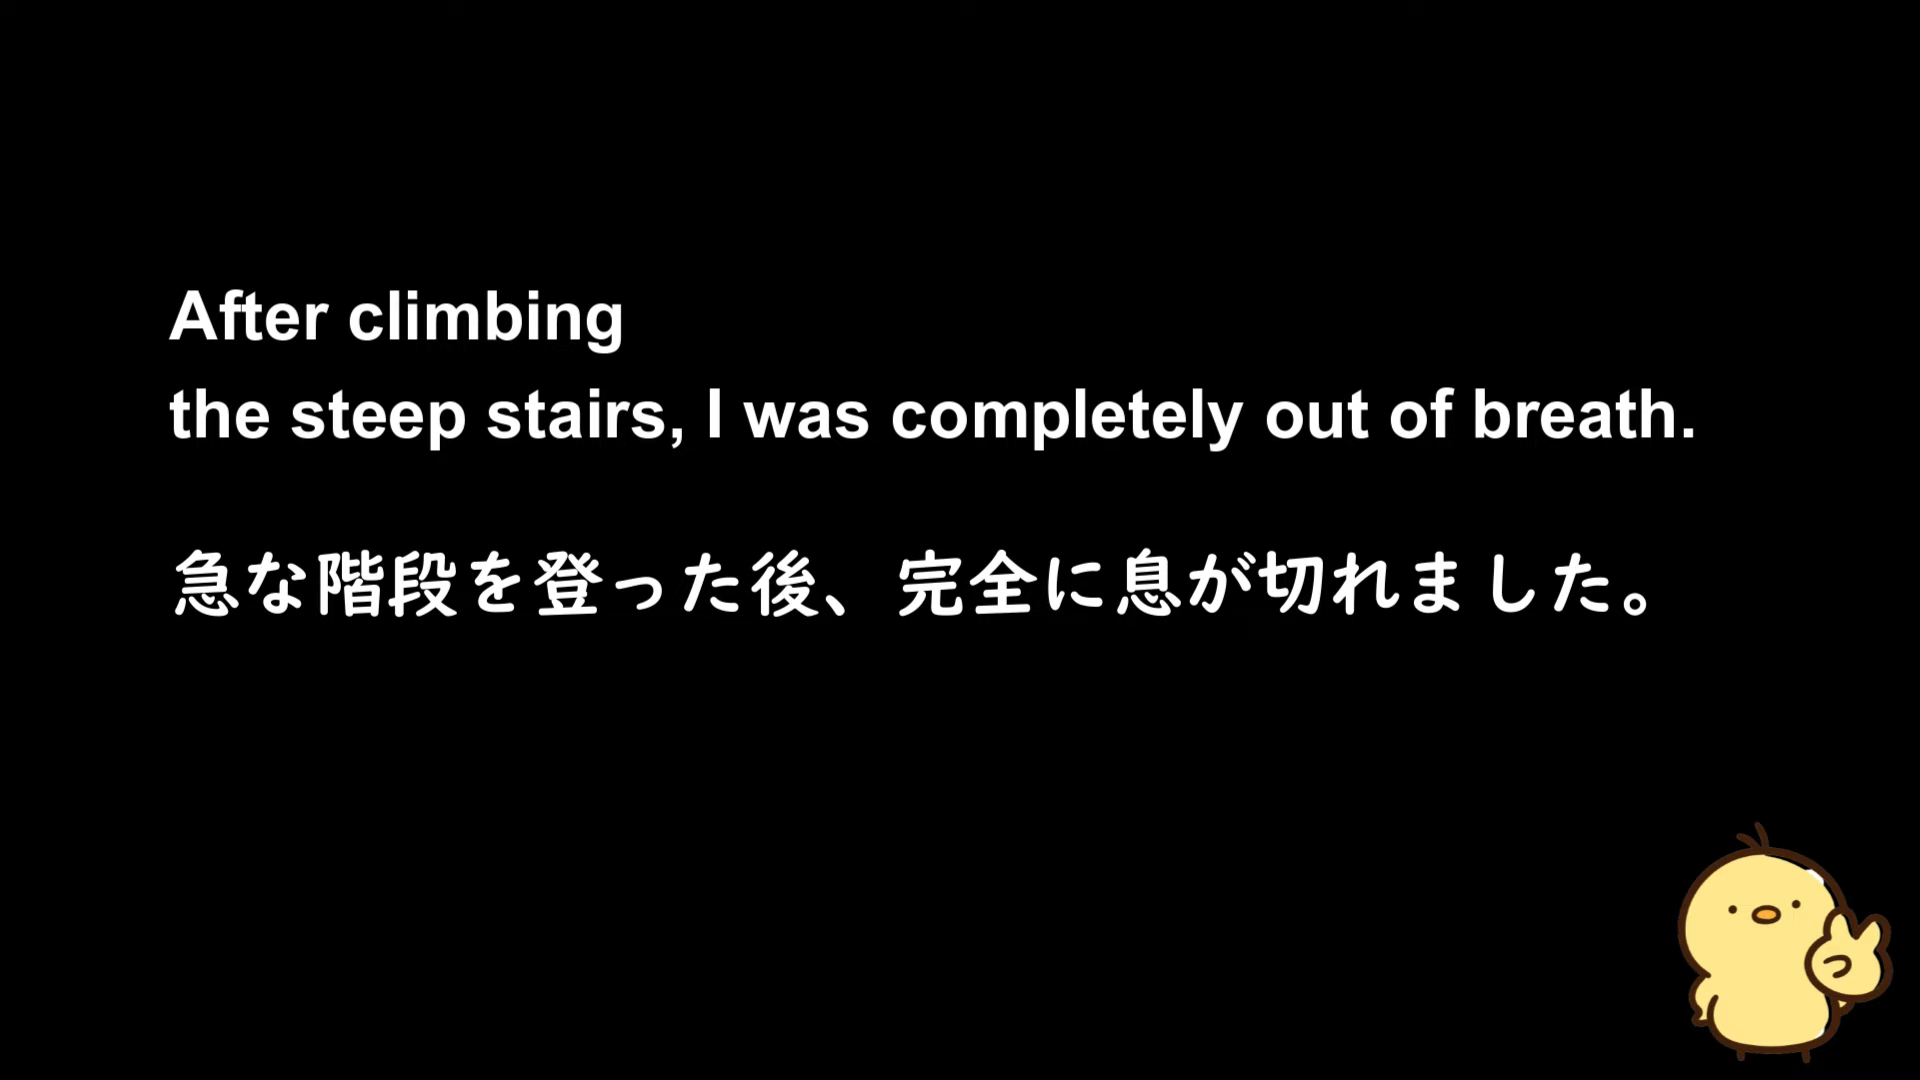 After climbing
the steep stairs, I was completely out of breath.
急な階段を登った後、完全に息が切れました。